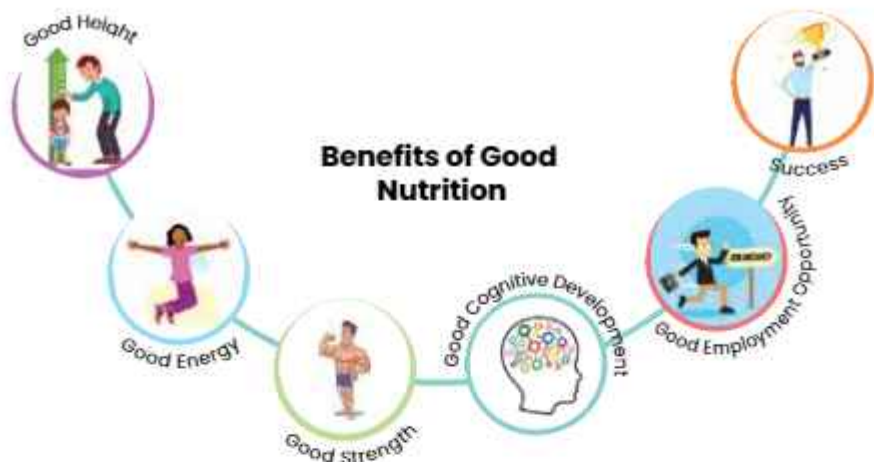 Good Height
Benefits of Good
Nutrition
Good Energy
Good Strength
Good Cognitive Development
Good Employment Opportunity
Success